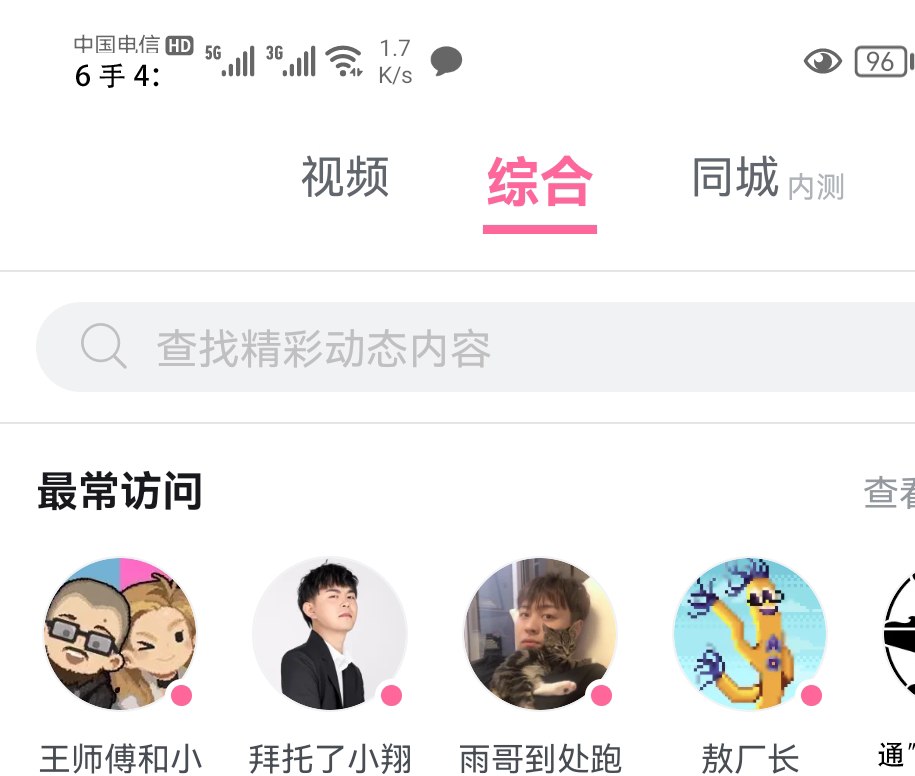 中国电信 HD 5G 3G 1.7 K/s 96
6 手 4:
视频 综合 同城 内测
查找精彩动态内容
最常访问 查看
王师傅和小 拜托了小翔 雨哥到处跑 敖厂长 通"